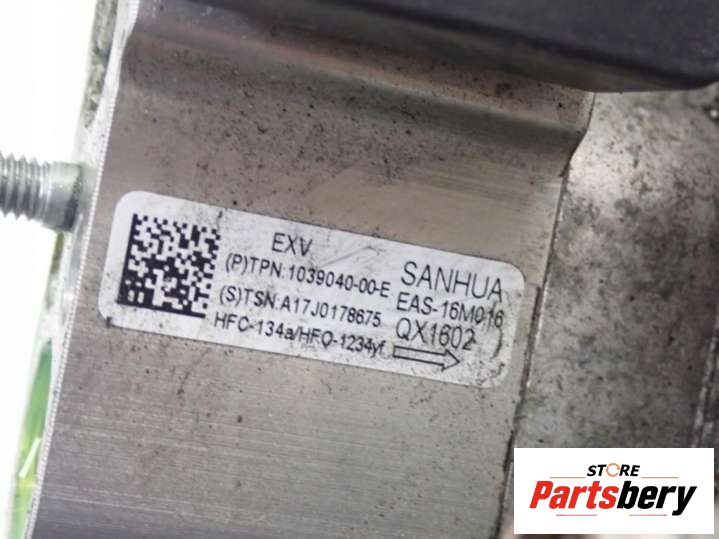 EXV
(P)TPN:1039040-00-E
(S)TSN:A17J0178675
HFC-134a/HFO-1234yf
SANHUA
EAS-16M016
QX1602
STORE
Partsbery